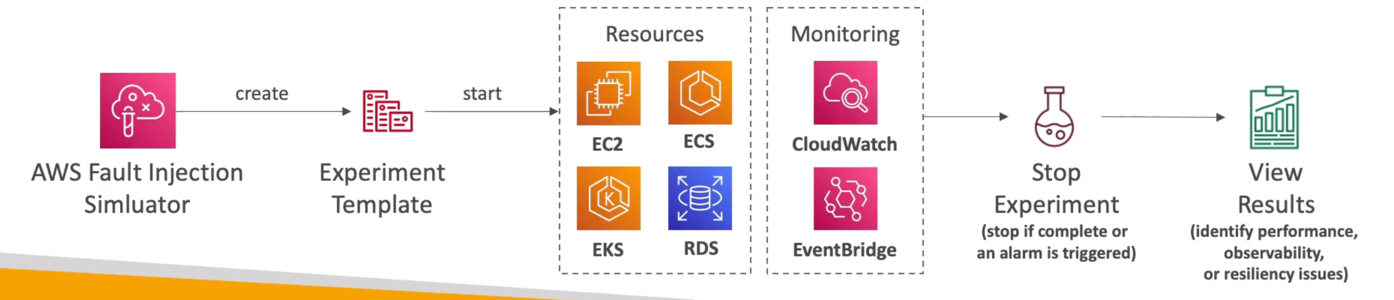 AWS Fault Injection
Simluator
create
Experiment
Template
start
Resources
EC2
ECS
K
EKS
RDS
Monitoring
CloudWatch
EventBridge
Stop
Experiment
(stop if complete or
an alarm is triggered)
View
Results
(identify performance,
observability,
or resiliency issues)